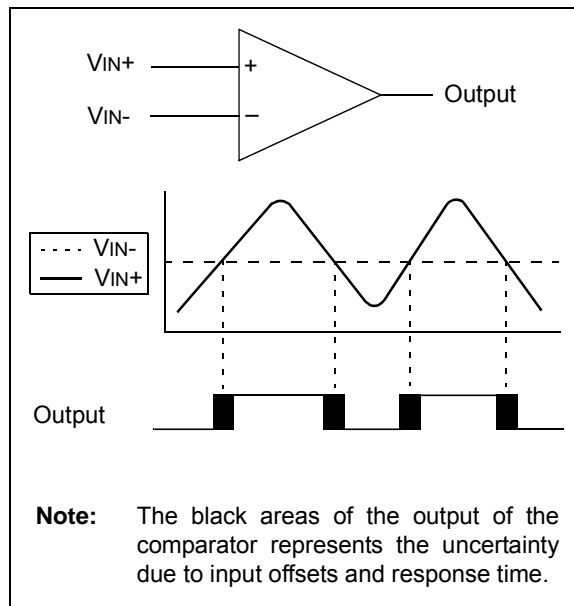 VIN+
+
Output
VIN-
–
VIN-
VIN+
Output
Note: The black areas of the output of the
comparator represents the uncertainty
due to input offsets and response time.